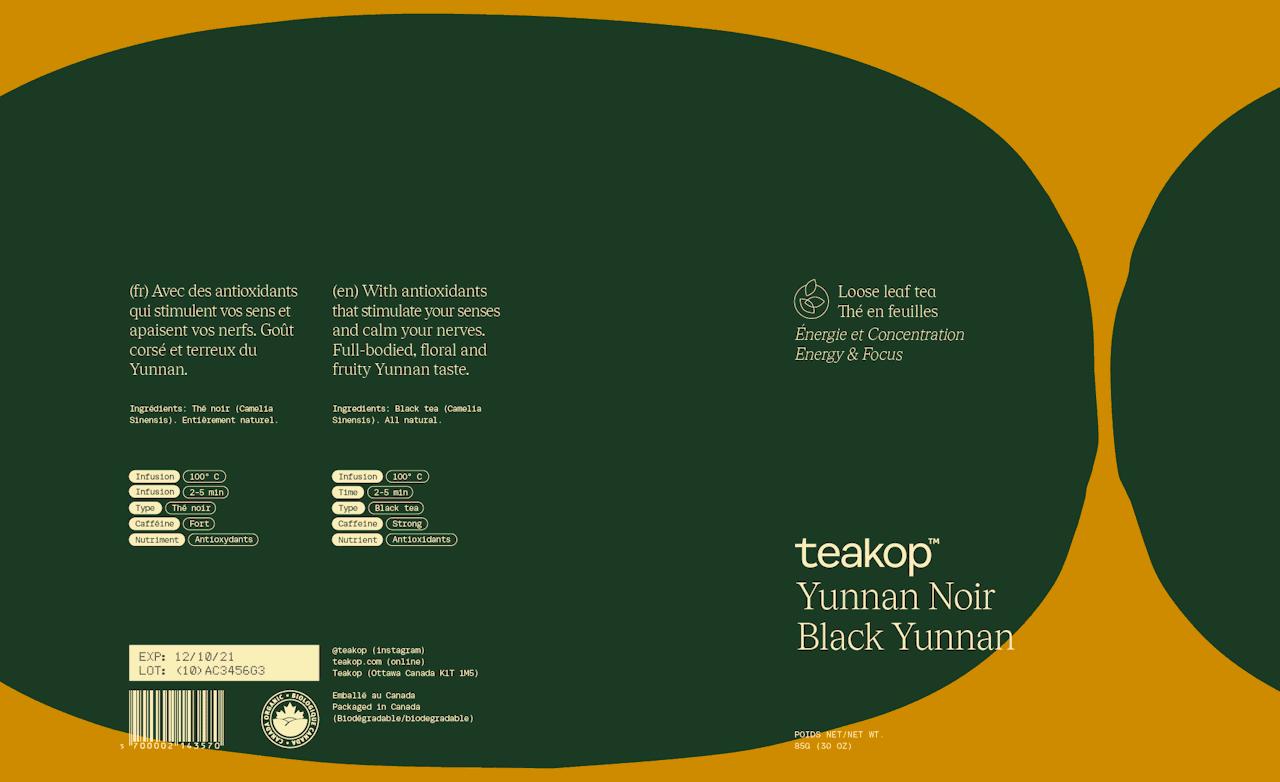 (fr) Avec des antioxidants
qui stimulent vos sens et
apaisent vos nerfs. Goût
corsé et terreux du
Yunnan.
Ingrédients: Thé noir (Camelia
Sinensis). Entièrement naturel.
Infusion 100° C
Infusion 2-5 min
Type Thé noir
Caffèine Fort
Nutriment Antioxydants
(en) With antioxidants
that stimulate your senses
and calm your nerves.
Full-bodied, floral and
fruity Yunnan taste.
Ingredients: Black tea (Camelia
Sinensis). All natural.
Infusion 100° C
Time 2-5 min
Type Black tea
Caffeine Strong
Nutrient Antioxidants
EXP: 12/10/21
LOT: (10)AC3456G3
5 700002 143570
CANADA ORGANIC • BIOLOGIQUE CANADA •
@teakop (instagram)
teakop.com (online)
Teakop (Ottawa Canada K1T 1M5)
Emballé au Canada
Packaged in Canada
(Biodégradable/biodegradable)
Loose leaf tea
Thé en feuilles
Énergie et Concentration
Energy & Focus
teakop™
Yunnan Noir
Black Yunnan
POIDS NET/NET WT.
85G (30 OZ)